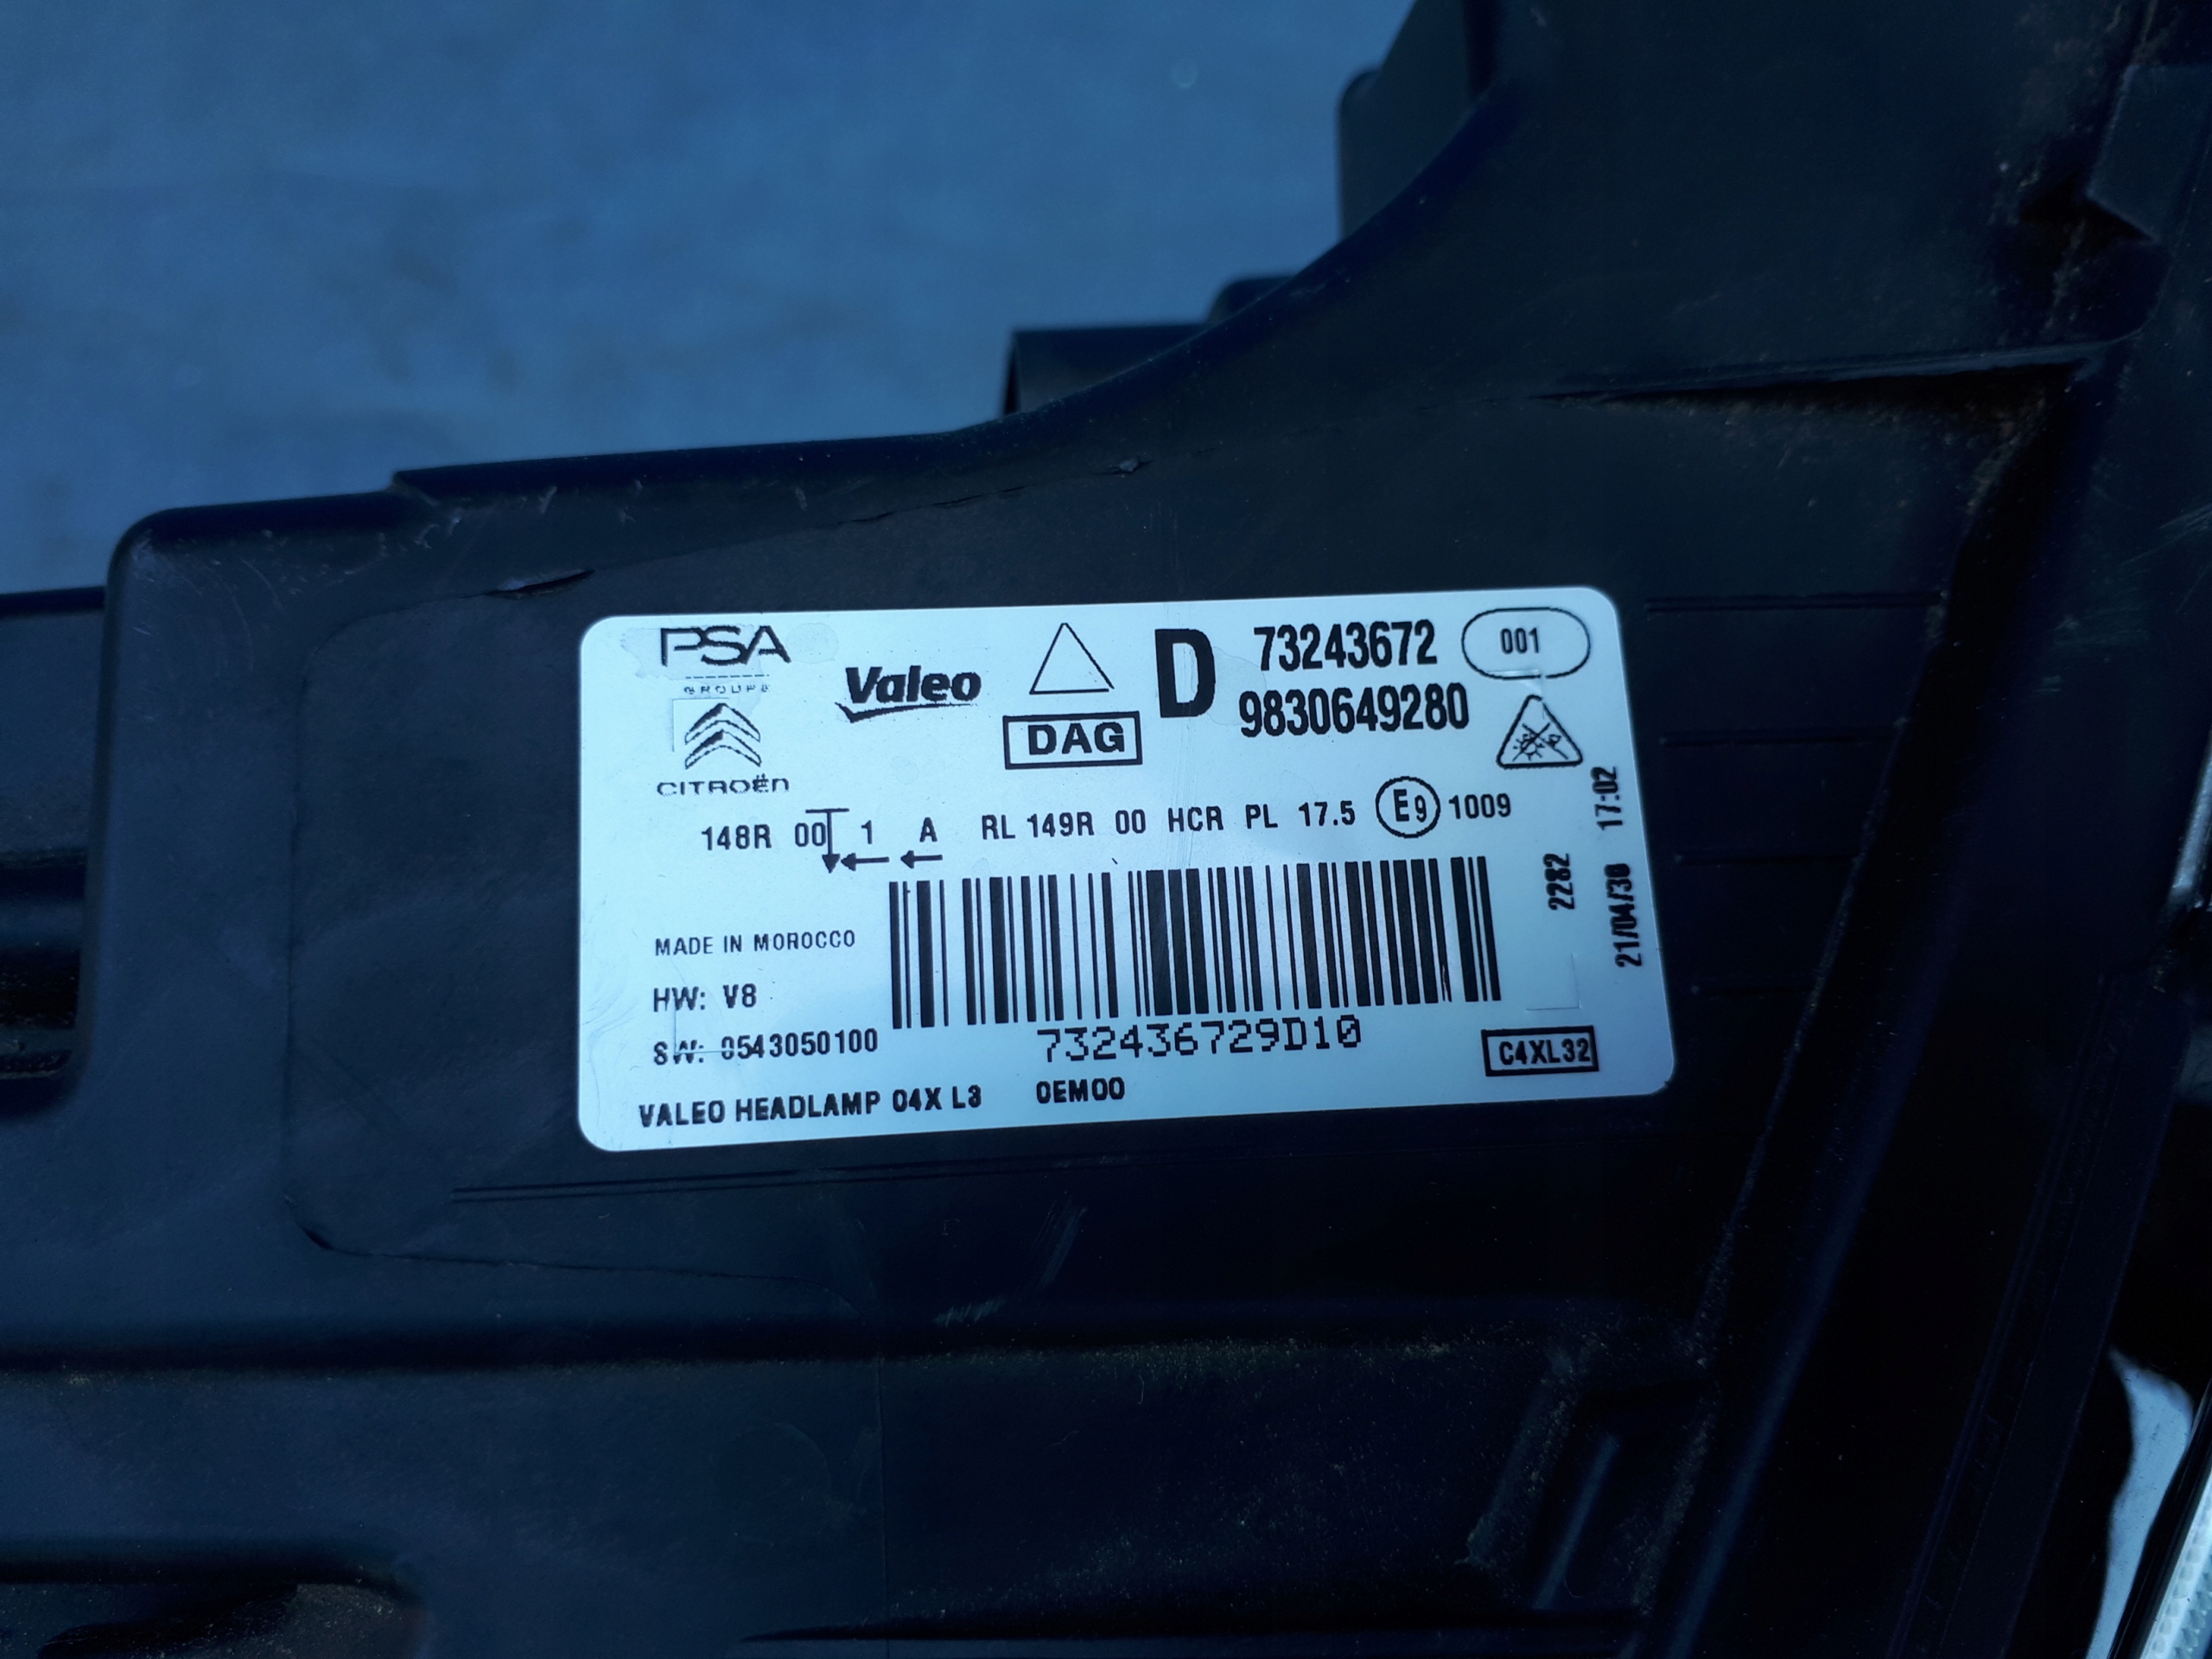 PSA
GROUPE
CITROËN
Valeo
DAG
D
73243672
9830649280
001
148R 00 1 A RL 149R 00 HCR PL 17.5 E9 1009
MADE IN MOROCCO
HW: V8
SW: 0543050100
732436729D10
VALEO HEADLAMP C4X L3 0EM00
C4XL32
2282
21/04/30 17:02